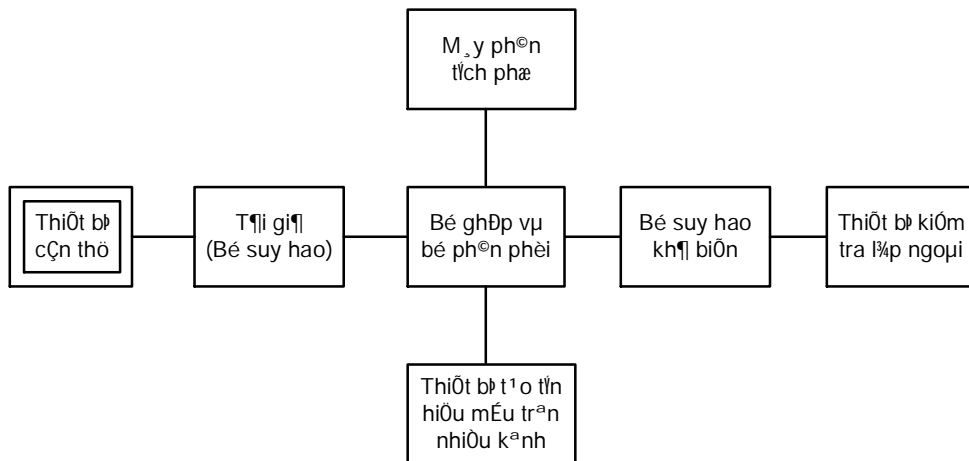 M¸y ph©n
tÝch phæ
ThiÕt bÞ
cÇn thö
T¶i gi¶
(Bé suy hao)
Bé ghÐp vµ
bé ph©n phèi
Bé suy hao
kh¶ biÕn
ThiÕt bÞ kiÓm
tra l¾p ngoµi
ThiÕt bÞ t¹o tÝn
hiÖu mÉu trªn
nhiÒu kªnh